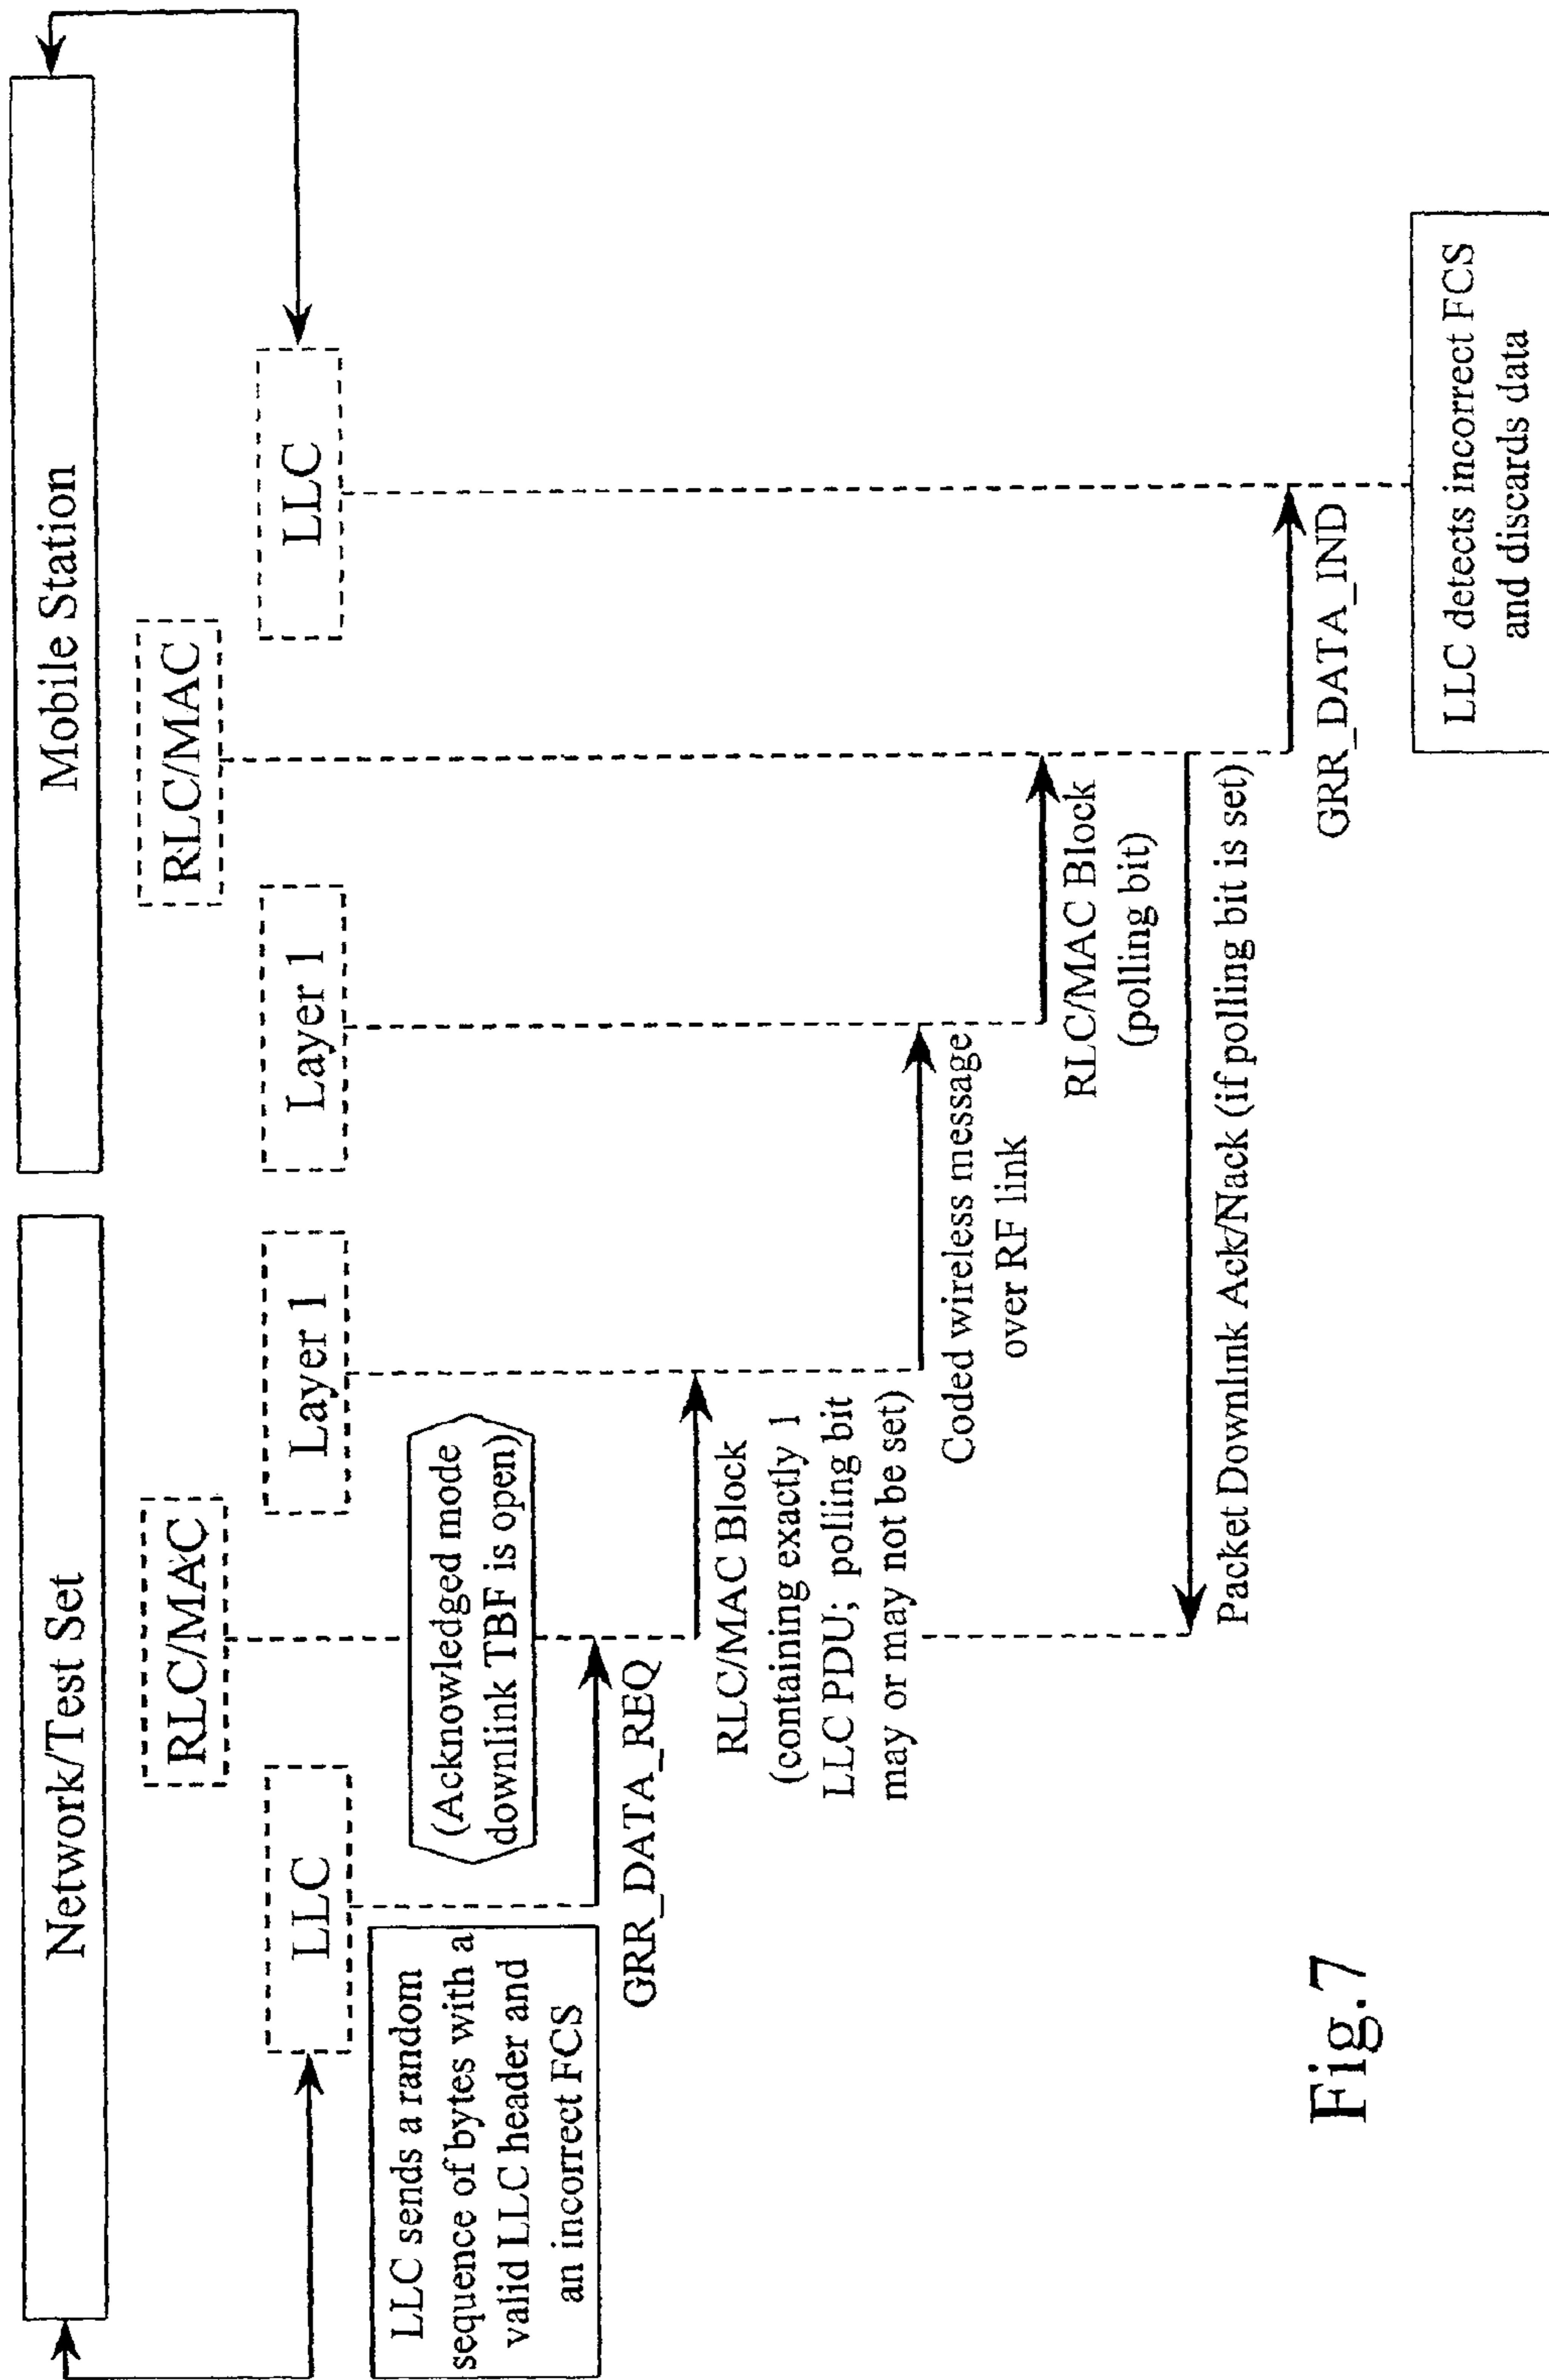 Network/Test Set
Mobile Station
RLC/MAC
RLC/MAC
LLC
Layer 1
Layer 1
LLC
LLC sends a random
sequence of bytes with a
valid LLC header and
an incorrect FCS
(Acknowledged mode
downlink TBF is open)
GRR_DATA_REQ
RLC/MAC Block
(containing exactly 1
LLC PDU; polling bit
may or may not be set)
Coded wireless message
over RF link
RLC/MAC Block
(polling bit)
Packet Downlink Ack/Nack (if polling bit is set)
GRR_DATA_IND
LLC detects incorrect FCS
and discards data
Fig.7